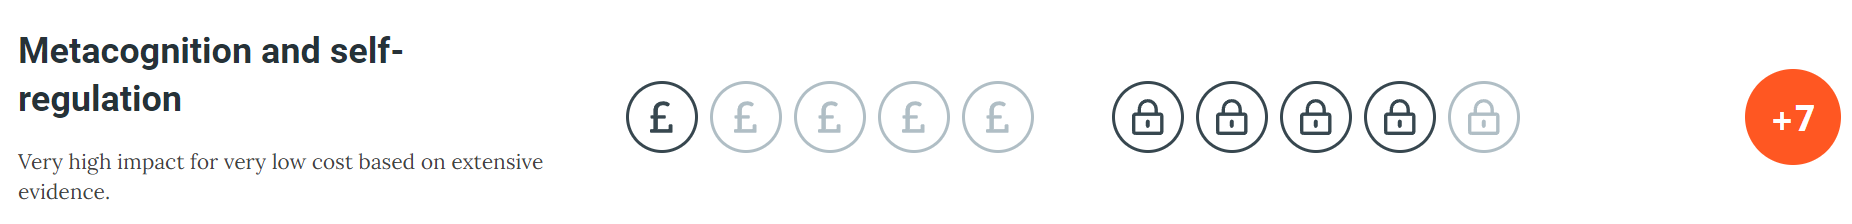 Metacognition and self-
regulation
Very high impact for very low cost based on extensive
evidence.
£ £ £ £ £
+7